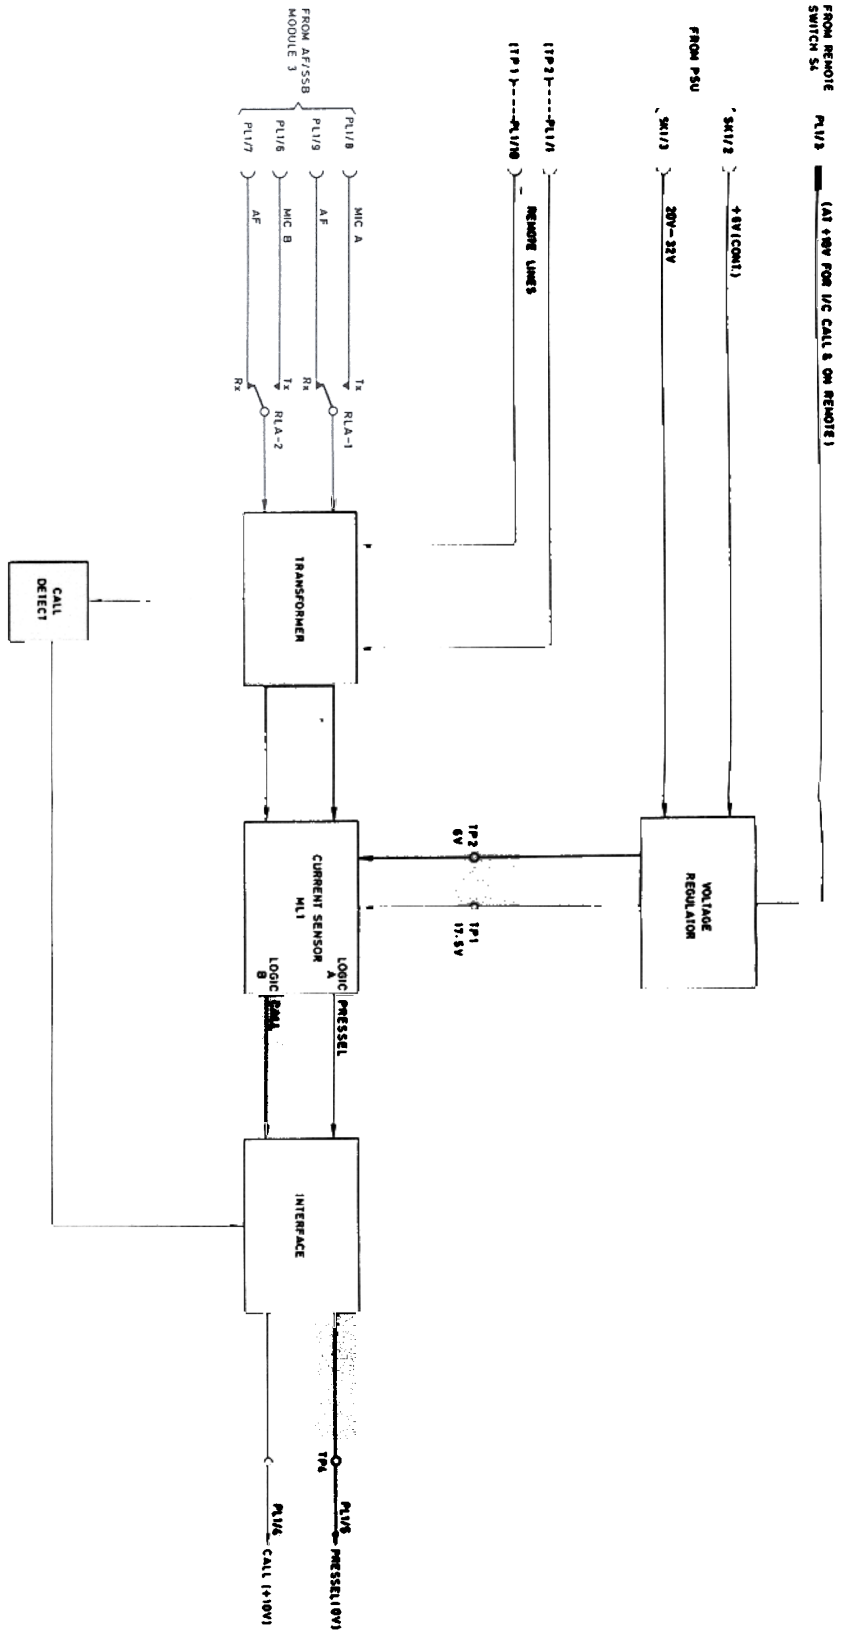 FROM REMOTE
SWITCH S4
PL1/3
(AT +10V FOR I/C CALL & ON REMOTE)
FROM PSU
SK1/2
+6V(CONT.)
SK1/3
20V-32V
VOLTAGE
REGULATOR
(TP2)
PL1/1
(TP1)
PL1/10
REMOTE LINES
TP2
6V
TP1
17.5V
FROM AF/SSB
MODULE 3
PL1/8
MIC A
Tx
PL1/9
AF
Rx
RLA-1
PL1/6
MIC B
Tx
PL1/7
AF
Rx
RLA-2
TRANSFORMER
CURRENT SENSOR
ML1
LOGIC
A
LOGIC
B
PRESSEL
CALL
INTERFACE
TP4
PL1/5
PRESSEL(0V)
PL1/4
CALL (+10V)
CALL
DETECT